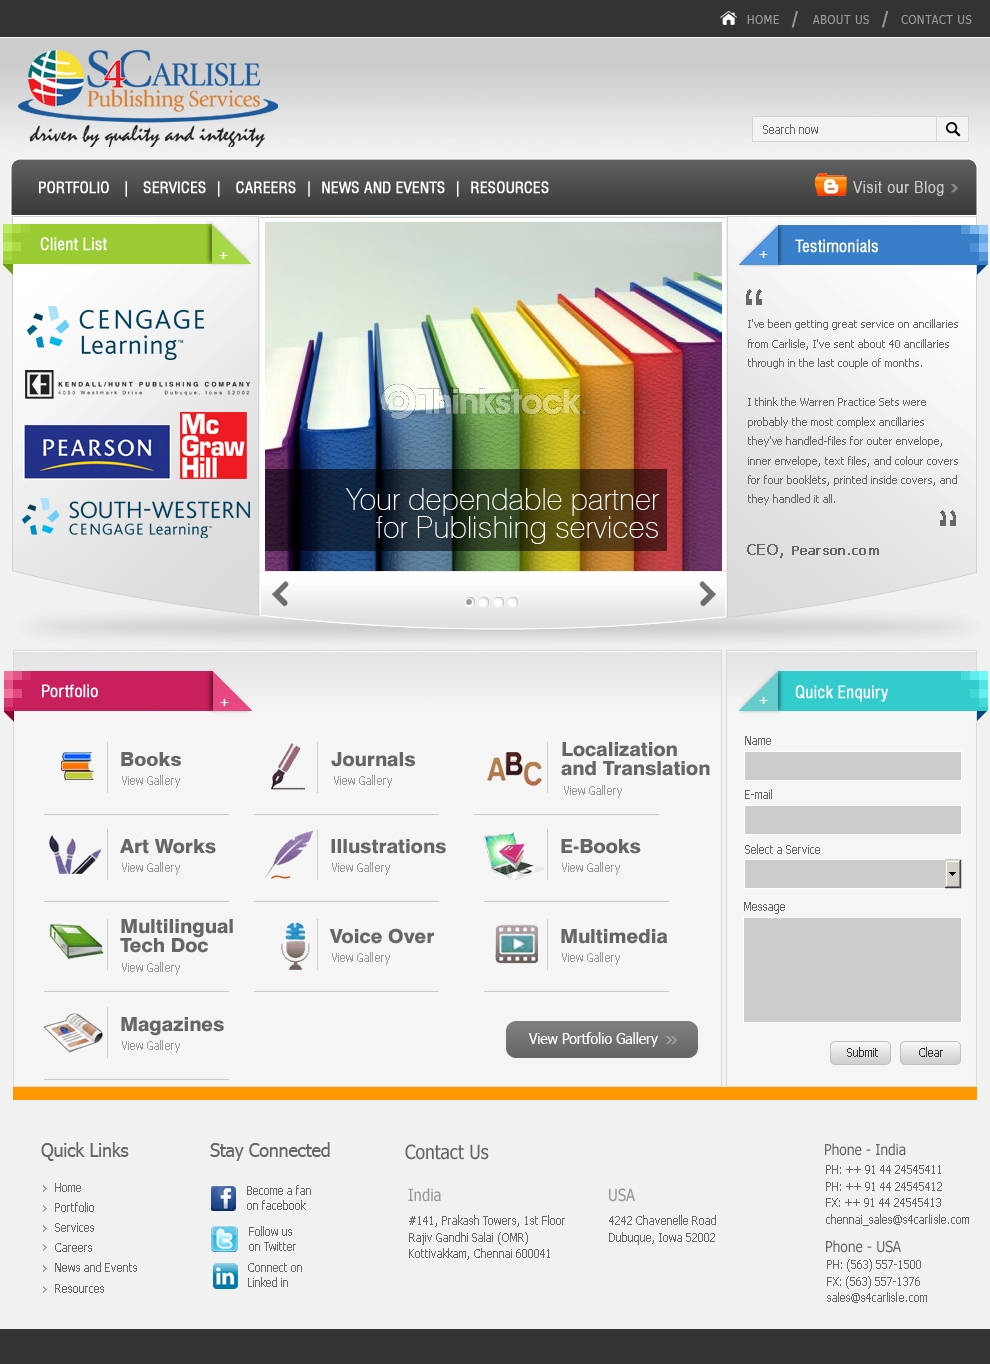 HOME / ABOUT US / CONTACT US
S4CARLISLE
Publishing Services
driven by quality and integrity
Search now
PORTFOLIO | SERVICES | CAREERS | NEWS AND EVENTS | RESOURCES
Visit our Blog
Client List
+
CENGAGE
Learning™
KENDALL/HUNT PUBLISHING COMPANY
4050 Westmark Drive Dubuque, Iowa 52002
PEARSON
Mc
Graw
Hill
SOUTH-WESTERN
CENGAGE Learning™
Thinkstock
Your dependable partner
for Publishing services
+
Testimonials
“
I've been getting great service on ancillaries
from Carlisle, I've sent about 40 ancillaries
through in the last couple of months.
I think the Warren Practice Sets were
probably the most complex ancillaries
they've handled-files for outer envelope,
inner envelope, text files, and colour covers
for four booklets, printed inside covers, and
they handled it all.
”
CEO, Pearson.com
Portfolio
+
Books
View Gallery
Journals
View Gallery
ABC
Localization
and Translation
View Gallery
Art Works
View Gallery
Illustrations
View Gallery
E-Books
View Gallery
Multilingual
Tech Doc
View Gallery
Voice Over
View Gallery
Multimedia
View Gallery
Magazines
View Gallery
View Portfolio Gallery »
+
Quick Enquiry
Name
E-mail
Select a Service
Message
Submit
Clear
Quick Links
Home
Portfolio
Services
Careers
News and Events
Resources
Stay Connected
f
Become a fan
on facebook
t
Follow us
on Twitter
in
Connect on
Linked in
Contact Us
India
#141, Prakash Towers, 1st Floor
Rajiv Gandhi Salai (OMR)
Kottivakkam, Chennai 600041
USA
4242 Chavenelle Road
Dubuque, Iowa 52002
Phone - India
PH: ++ 91 44 24545411
PH: ++ 91 44 24545412
FX: ++ 91 44 24545413
chennai_sales@s4carlisle.com
Phone - USA
PH: (563) 557-1500
FX: (563) 557-1376
sales@s4carlisle.com